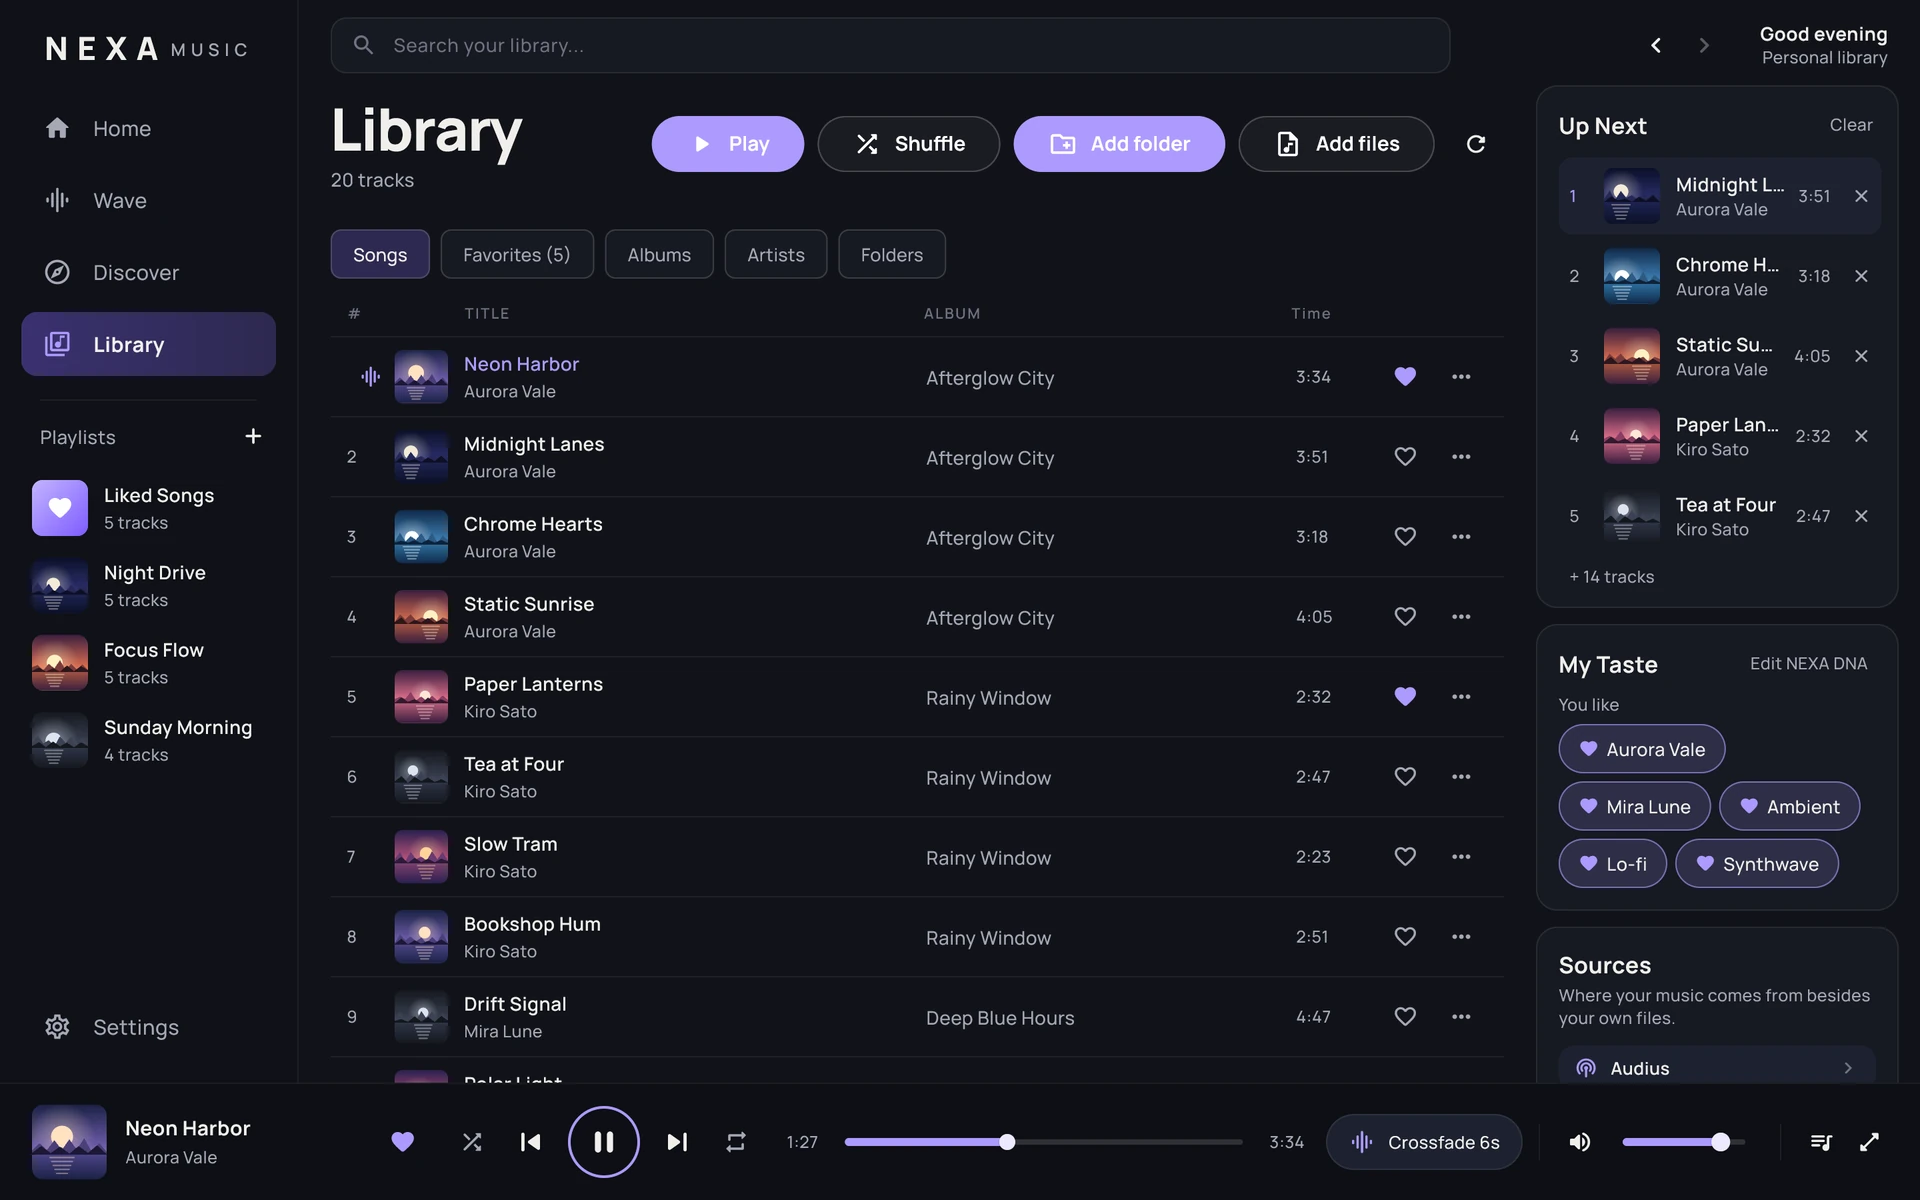 NEXA MUSIC
Home
Wave
Discover
Library
Playlists
Liked Songs
5 tracks
Night Drive
5 tracks
Focus Flow
5 tracks
Sunday Morning
4 tracks
Settings
Search your library...
Good evening
Personal library
Library
20 tracks
Play
Shuffle
Add folder
Add files
Songs
Favorites (5)
Albums
Artists
Folders
# TITLE ALBUM Time
Neon Harbor
Aurora Vale
Afterglow City
3:34
2
Midnight Lanes
Aurora Vale
Afterglow City
3:51
3
Chrome Hearts
Aurora Vale
Afterglow City
3:18
4
Static Sunrise
Aurora Vale
Afterglow City
4:05
5
Paper Lanterns
Kiro Sato
Rainy Window
2:32
6
Tea at Four
Kiro Sato
Rainy Window
2:47
7
Slow Tram
Kiro Sato
Rainy Window
2:23
8
Bookshop Hum
Kiro Sato
Rainy Window
2:51
9
Drift Signal
Mira Lune
Deep Blue Hours
4:47
Polar Light
Up Next
Clear
1
Midnight L...
Aurora Vale
3:51
2
Chrome H...
Aurora Vale
3:18
3
Static Su...
Aurora Vale
4:05
4
Paper Lan...
Kiro Sato
2:32
5
Tea at Four
Kiro Sato
2:47
+ 14 tracks
My Taste
Edit NEXA DNA
You like
Aurora Vale
Mira Lune
Ambient
Lo-fi
Synthwave
Sources
Where your music comes from besides
your own files.
Audius
Neon Harbor
Aurora Vale
1:27
3:34
Crossfade 6s